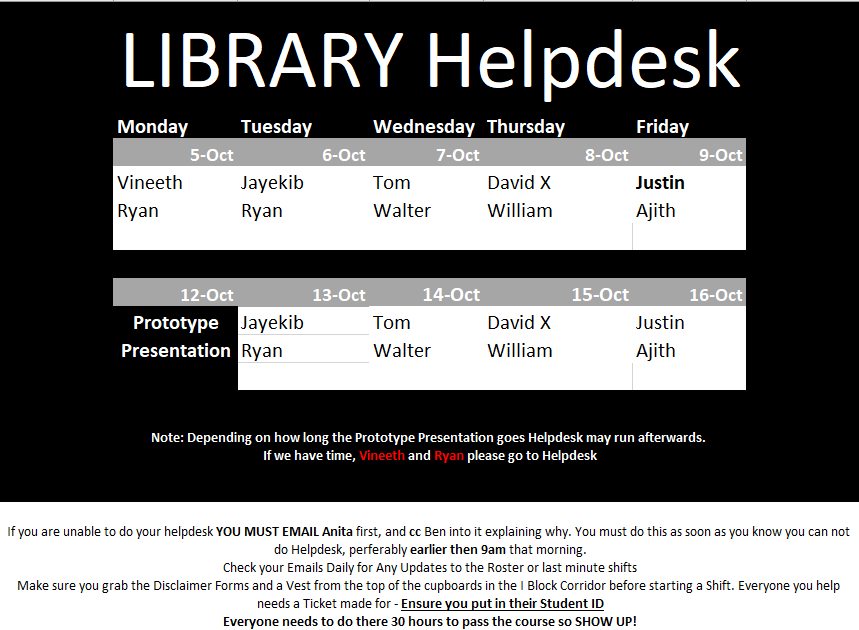 LIBRARY Helpdesk
Monday Tuesday Wednesday Thursday Friday
5-Oct 6-Oct 7-Oct 8-Oct 9-Oct
Vineeth Jayekib Tom David X Justin
Ryan Ryan Walter William Ajith
12-Oct 13-Oct 14-Oct 15-Oct 16-Oct
Prototype Jayekib Tom David X Justin
Presentation Ryan Walter William Ajith
Note: Depending on how long the Prototype Presentation goes Helpdesk may run afterwards.
If we have time, Vineeth and Ryan please go to Helpdesk
If you are unable to do your helpdesk YOU MUST EMAIL Anita first, and cc Ben into it explaining why. You must do this as soon as you know you can not
do Helpdesk, perferably earlier then 9am that morning.
Check your Emails Daily for Any Updates to the Roster or last minute shifts
Make sure you grab the Disclaimer Forms and a Vest from the top of the cupboards in the I Block Corridor before starting a Shift. Everyone you help
needs a Ticket made for - Ensure you put in their Student ID
Everyone needs to do there 30 hours to pass the course so SHOW UP!